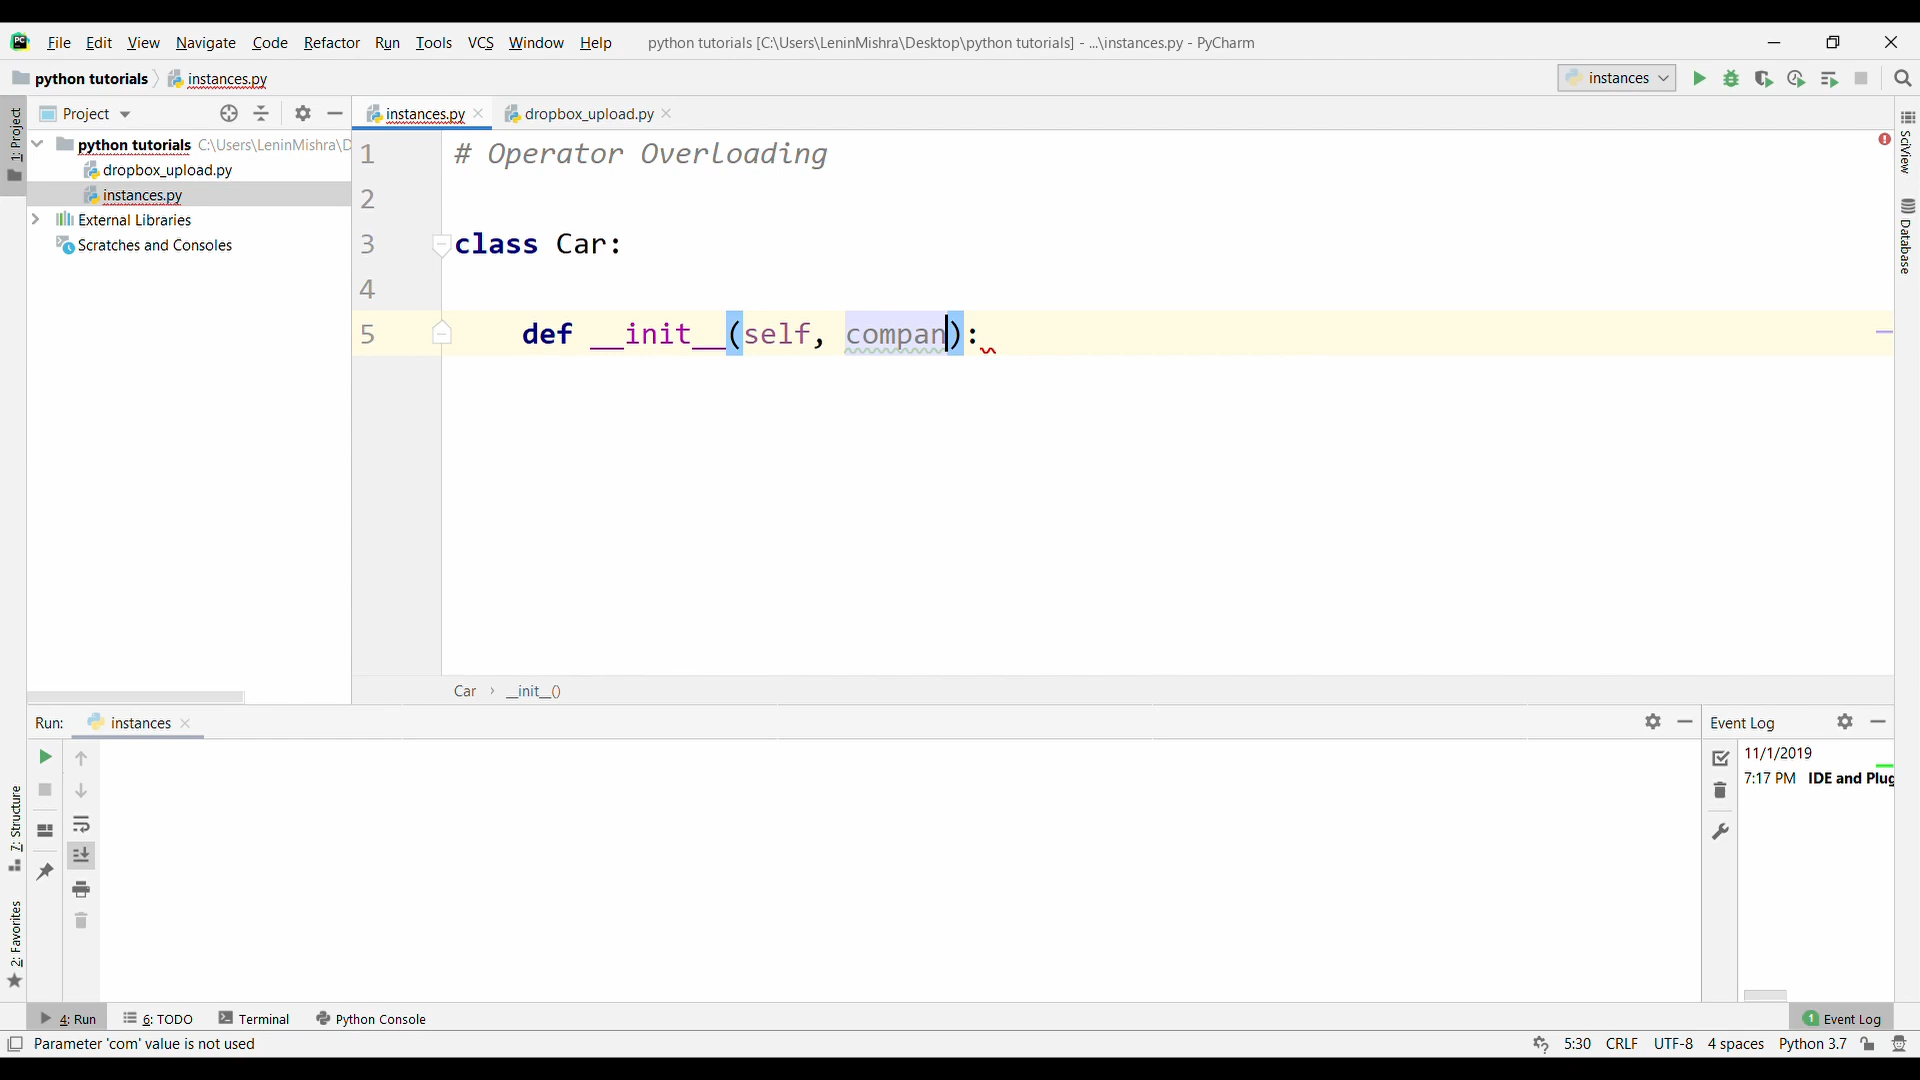 PC File Edit View Navigate Code Refactor Run Tools VCS Window Help python tutorials [C:\Users\LeninMishra\Desktop\python tutorials] - ...\instances.py - PyCharm
python tutorials instances.py instances
1: Project
Project
instances.py
dropbox_upload.py
python tutorials C:\Users\LeninMishra\D
dropbox_upload.py
instances.py
External Libraries
Scratches and Consoles
1 # Operator Overloading
2
3 class Car:
4
5 def __init__(self, compan):
Car › __init__()
SciView
Database
Run: instances
Event Log
11/1/2019
7:17 PM IDE and Plug
7: Structure
2: Favorites
4: Run 6: TODO Terminal Python Console 1 Event Log
Parameter 'com' value is not used 5:30 CRLF UTF-8 4 spaces Python 3.7